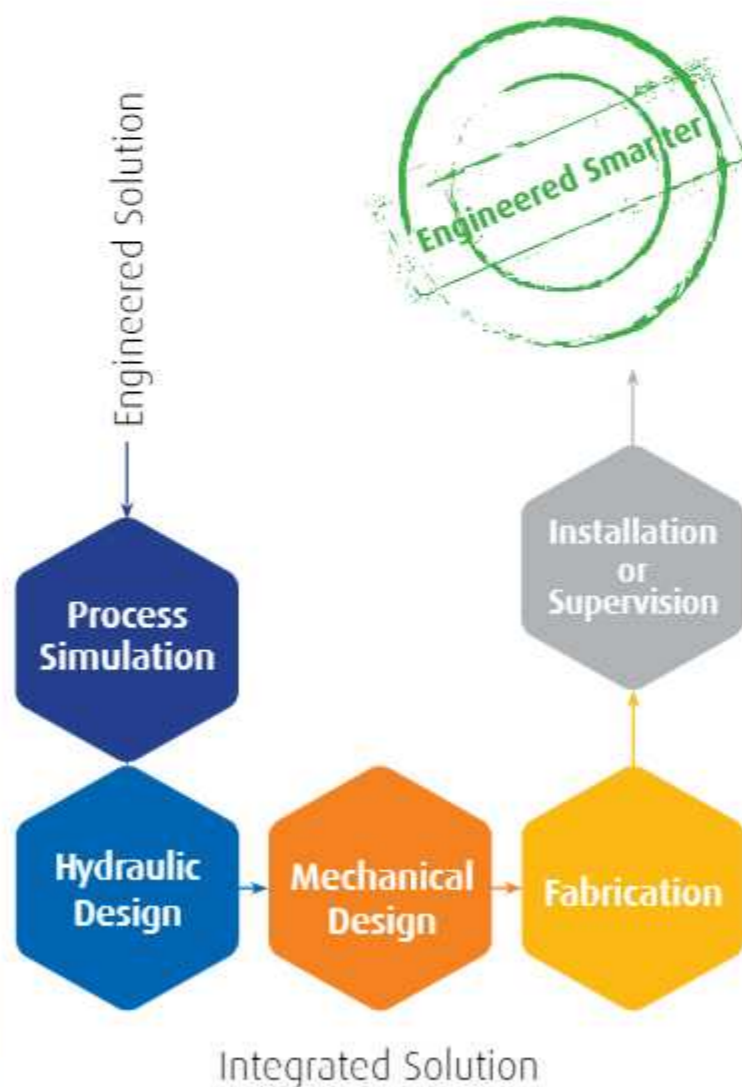 Engineered Solution
Engineered Smarter
Process
Simulation
Installation
or
Supervision
Hydraulic
Design
Mechanical
Design
Fabrication
Integrated Solution